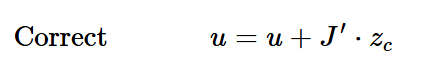 Correct u = u + J′ · z_c